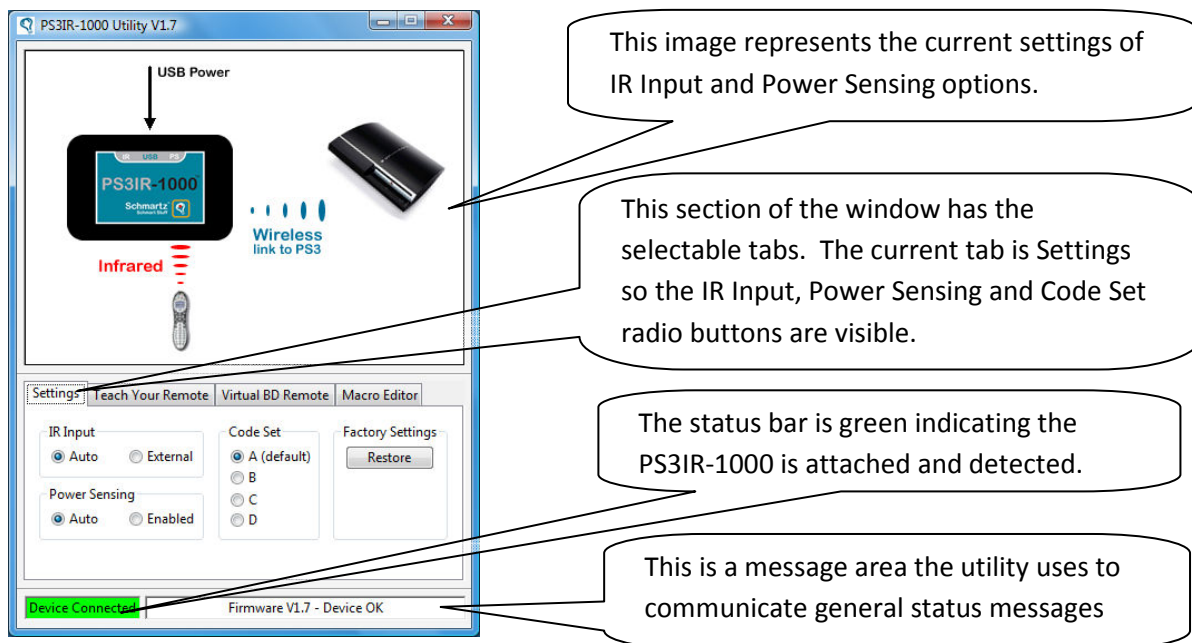 PS3IR-1000 Utility V1.7
USB Power
IR USB PS
PS3IR-1000
Schmartz
Schmart Stuff
Wireless
link to PS3
Infrared
Settings Teach Your Remote Virtual BD Remote Macro Editor
IR Input
Auto External
Power Sensing
Auto Enabled
Code Set
A (default)
B
C
D
Factory Settings
Restore
Device Connected
Firmware V1.7 - Device OK
This image represents the current settings of
IR Input and Power Sensing options.
This section of the window has the
selectable tabs. The current tab is Settings
so the IR Input, Power Sensing and Code Set
radio buttons are visible.
The status bar is green indicating the
PS3IR-1000 is attached and detected.
This is a message area the utility uses to
communicate general status messages